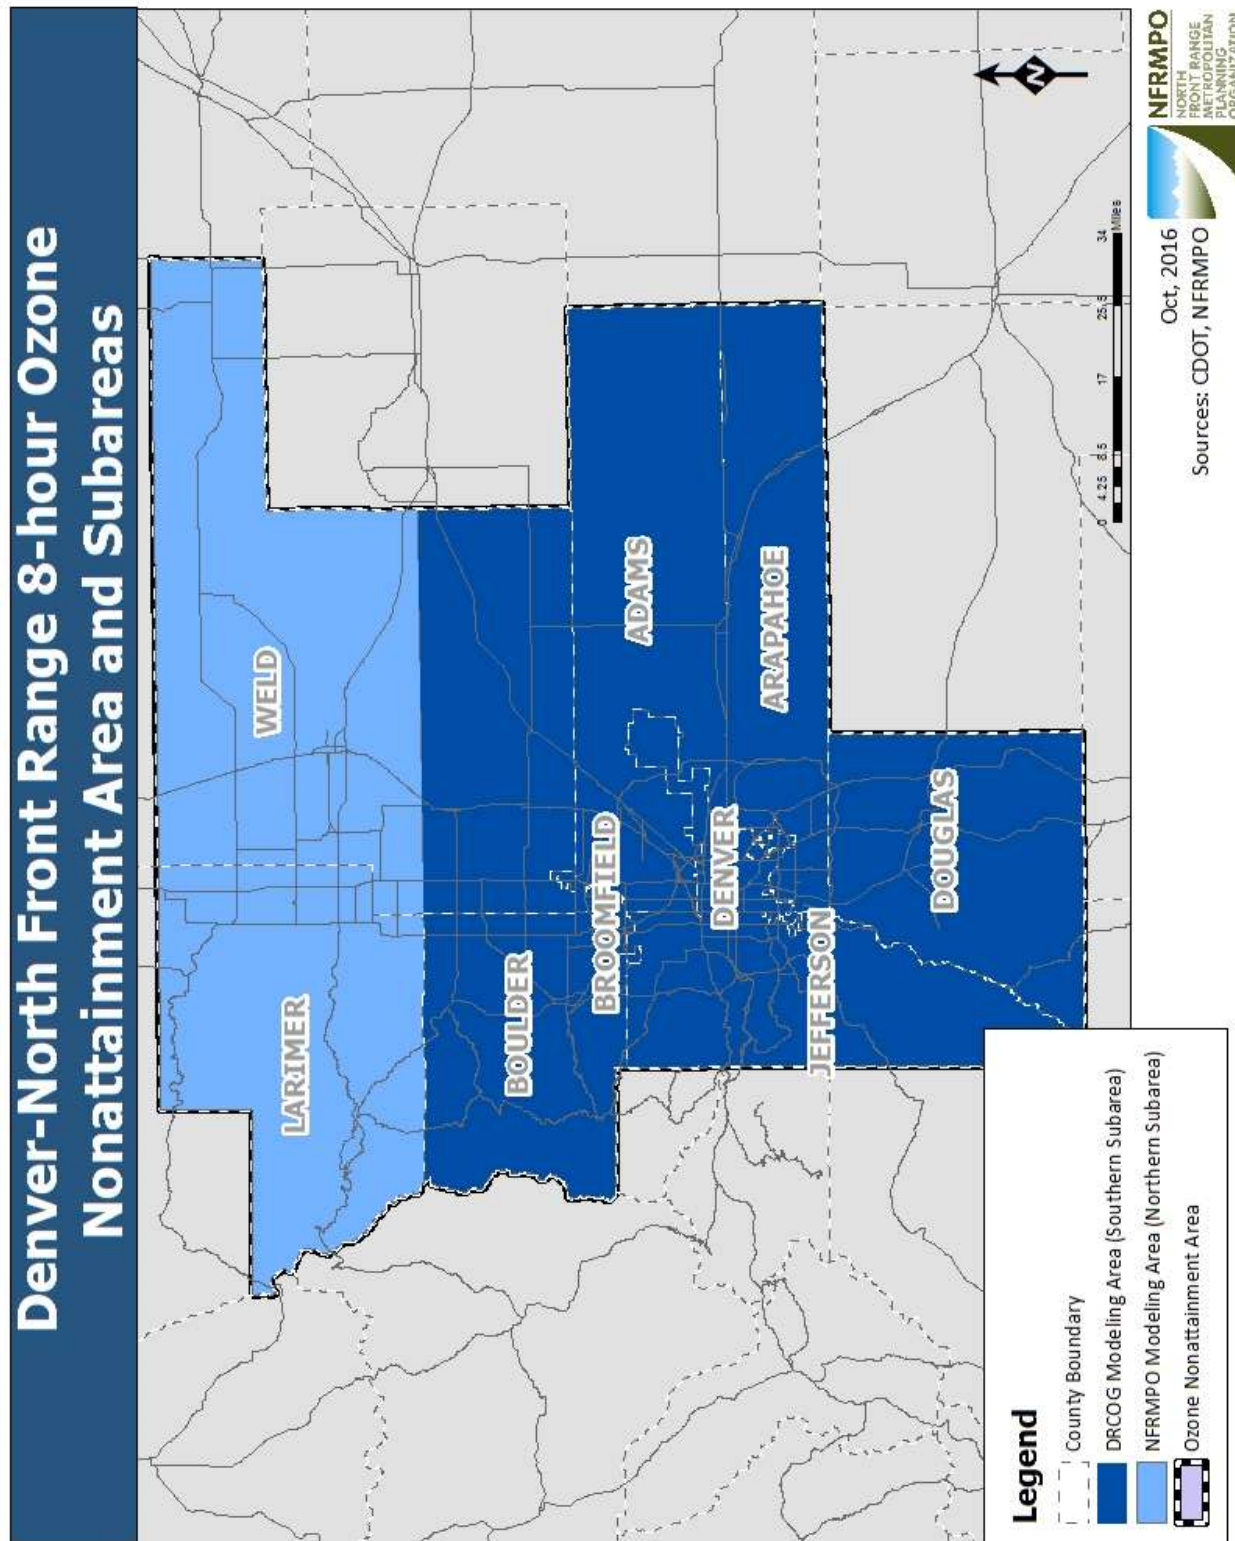 Denver-North Front Range 8-hour Ozone
Nonattainment Area and Subareas
WELD
LARIMER
BOULDER
BROOMFIELD
ADAMS
DENVER
ARAPAHOE
JEFFERSON
DOUGLAS
N
Legend
County Boundary
DRCOG Modeling Area (Southern Subarea)
NFRMPO Modeling Area (Northern Subarea)
Ozone Nonattainment Area
0 4.25 8.5 17 25.5 34
Miles
Oct, 2016
Sources: CDOT, NFRMPO
NFRMPO
NORTH
FRONT RANGE
METROPOLITAN
PLANNING
ORGANIZATION